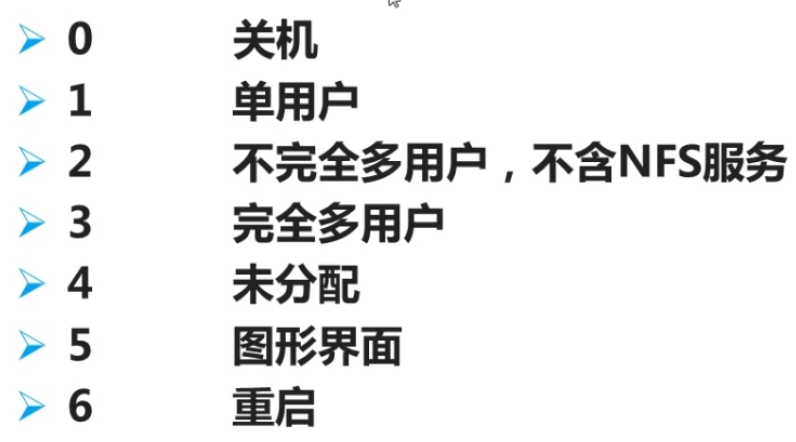 0 关机
1 单用户
2 不完全多用户，不含NFS服务
3 完全多用户
4 未分配
5 图形界面
6 重启